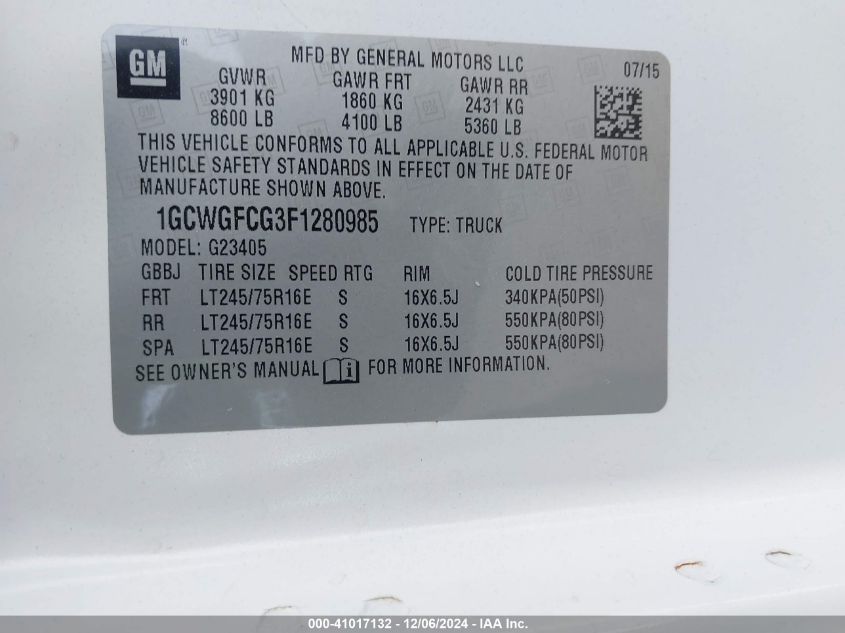 GM
MFD BY GENERAL MOTORS LLC
07/15
GVWR GAWR FRT GAWR RR
3901 KG 1860 KG 2431 KG
8600 LB 4100 LB 5360 LB
THIS VEHICLE CONFORMS TO ALL APPLICABLE U.S. FEDERAL MOTOR
VEHICLE SAFETY STANDARDS IN EFFECT ON THE DATE OF
MANUFACTURE SHOWN ABOVE.
1GCWGFCG3F1280985 TYPE: TRUCK
MODEL: G23405
GBBJ TIRE SIZE SPEED RTG RIM COLD TIRE PRESSURE
FRT LT245/75R16E S 16X6.5J 340KPA(50PSI)
RR LT245/75R16E S 16X6.5J 550KPA(80PSI)
SPA LT245/75R16E S 16X6.5J 550KPA(80PSI)
SEE OWNER'S MANUAL FOR MORE INFORMATION.
000-41017132 - 12/06/2024 - IAA Inc.